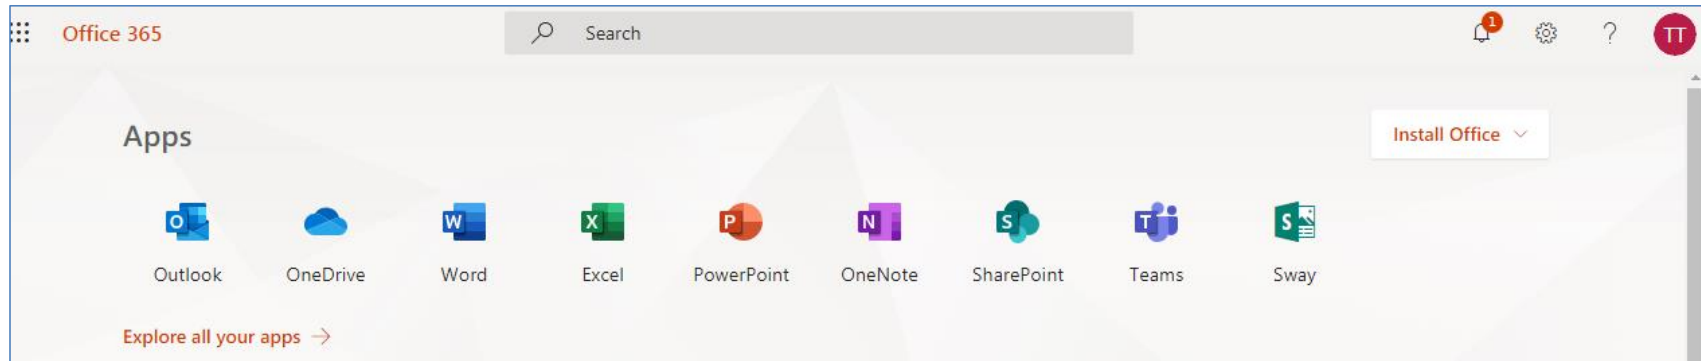 Office 365
Search
1
?
TT
Apps
Install Office
O
W
X
P
N
S
T
S
Outlook
OneDrive
Word
Excel
PowerPoint
OneNote
SharePoint
Teams
Sway
Explore all your apps →